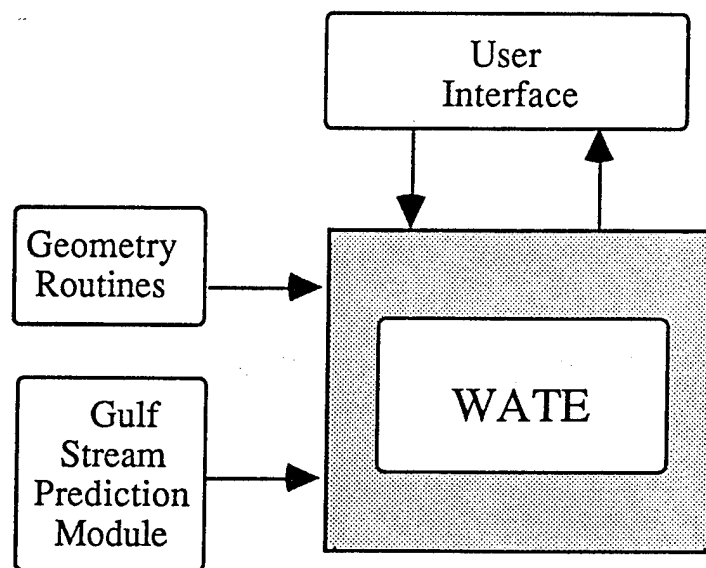 User
Interface
Geometry
Routines
WATE
Gulf
Stream
Prediction
Module